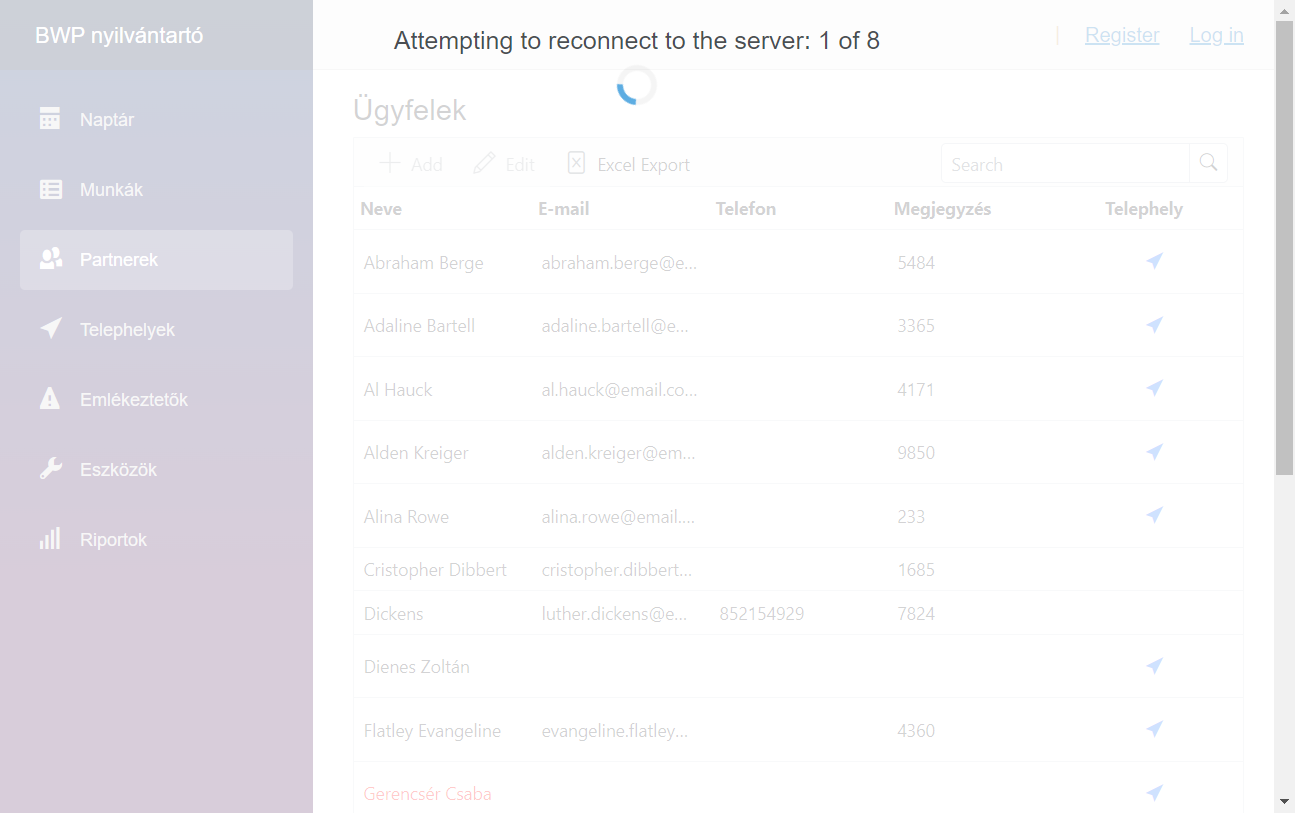 BWP nyilvántartó
Attempting to reconnect to the server: 1 of 8
Register Log in
Naptár
Munkák
Partnerek
Telephelyek
Emlékeztetők
Eszközök
Riportok
Ügyfelek
Add Edit Excel Export Search
Neve E-mail Telefon Megjegyzés Telephely
Abraham Berge abraham.berge@e... 5484
Adaline Bartell adaline.bartell@e... 3365
Al Hauck al.hauck@email.co... 4171
Alden Kreiger alden.kreiger@em... 9850
Alina Rowe alina.rowe@email.... 233
Cristopher Dibbert cristopher.dibbert... 1685
Dickens luther.dickens@e... 852154929 7824
Dienes Zoltán
Flatley Evangeline evangeline.flatley... 4360
Gerencsér Csaba